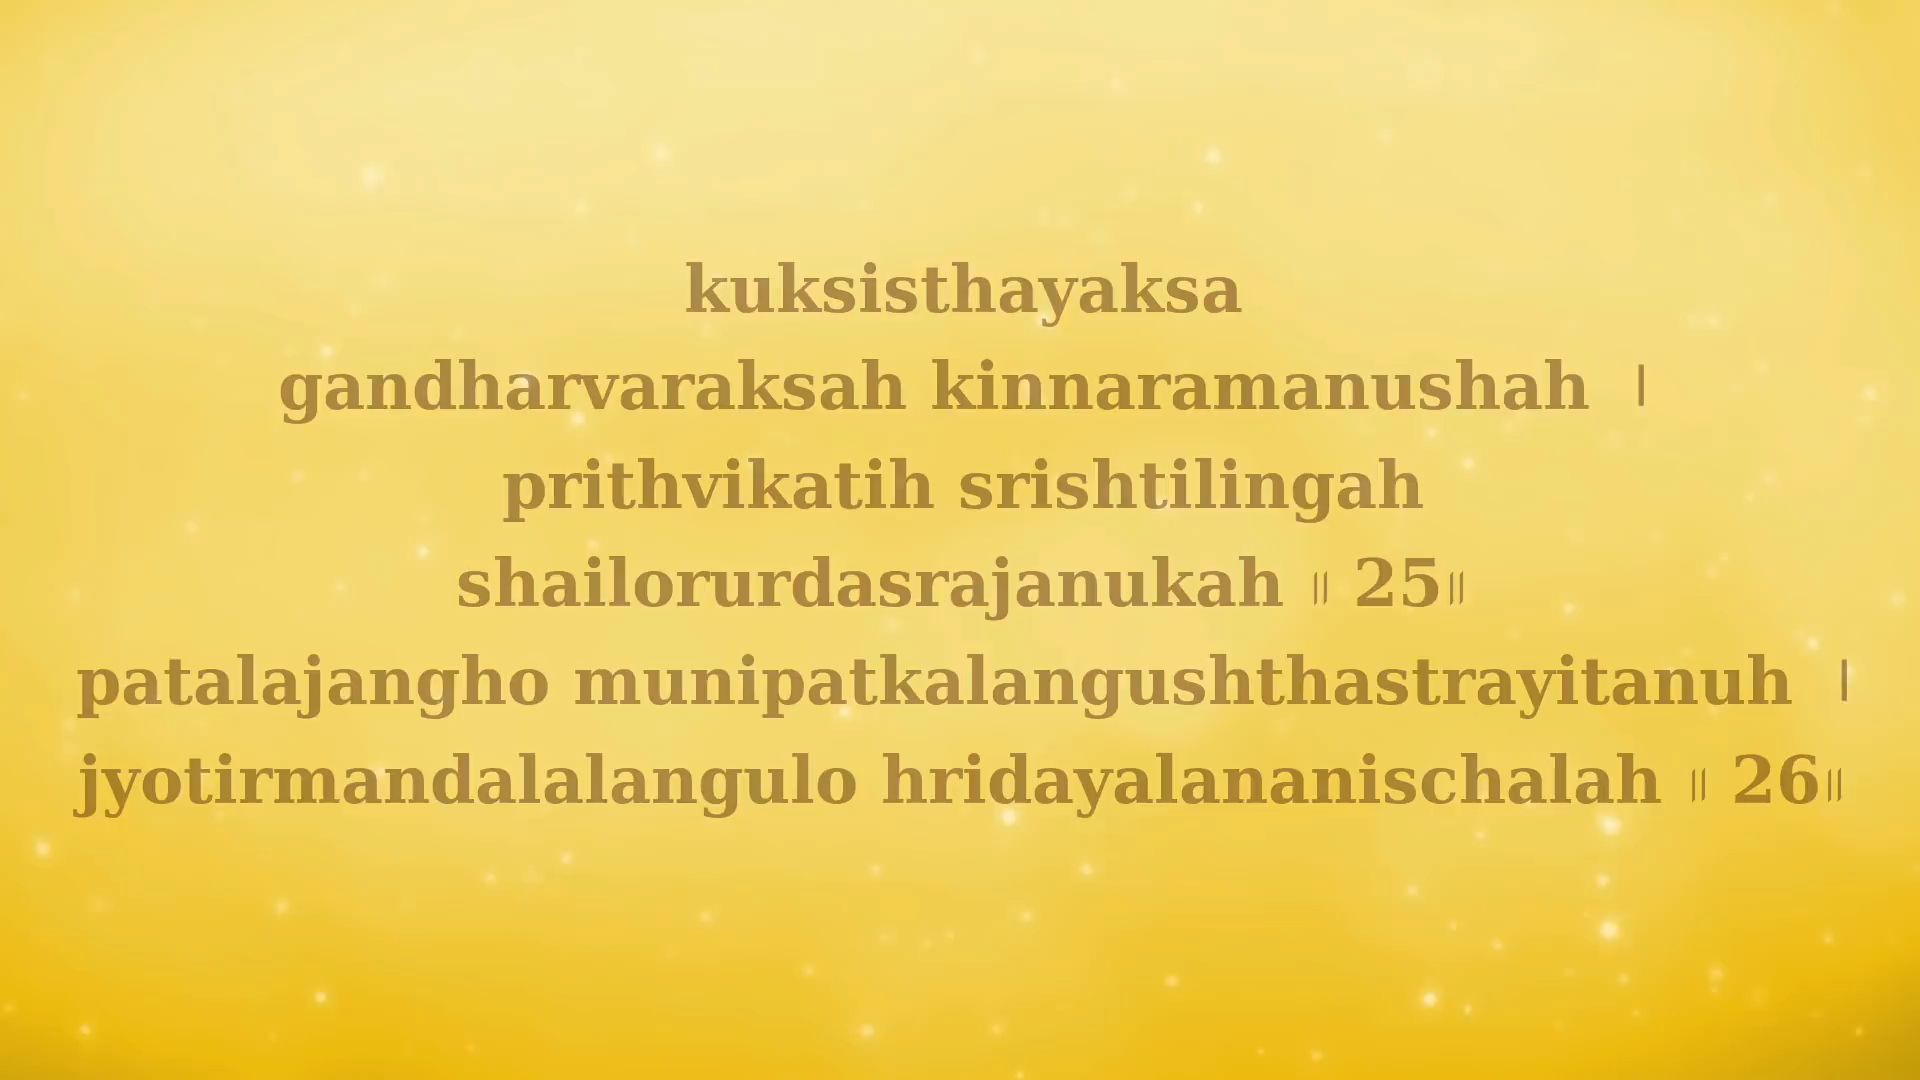 kuksisthayaksa
gandharvaraksah kinnaramanushah ।
prithvikatih srishtilingah
shailorurdasrajanukah ॥ 25॥
patalajangho munipatkalangushthastrayitanuh ।
jyotirmandalalangulo hridayalananischalah ॥ 26॥